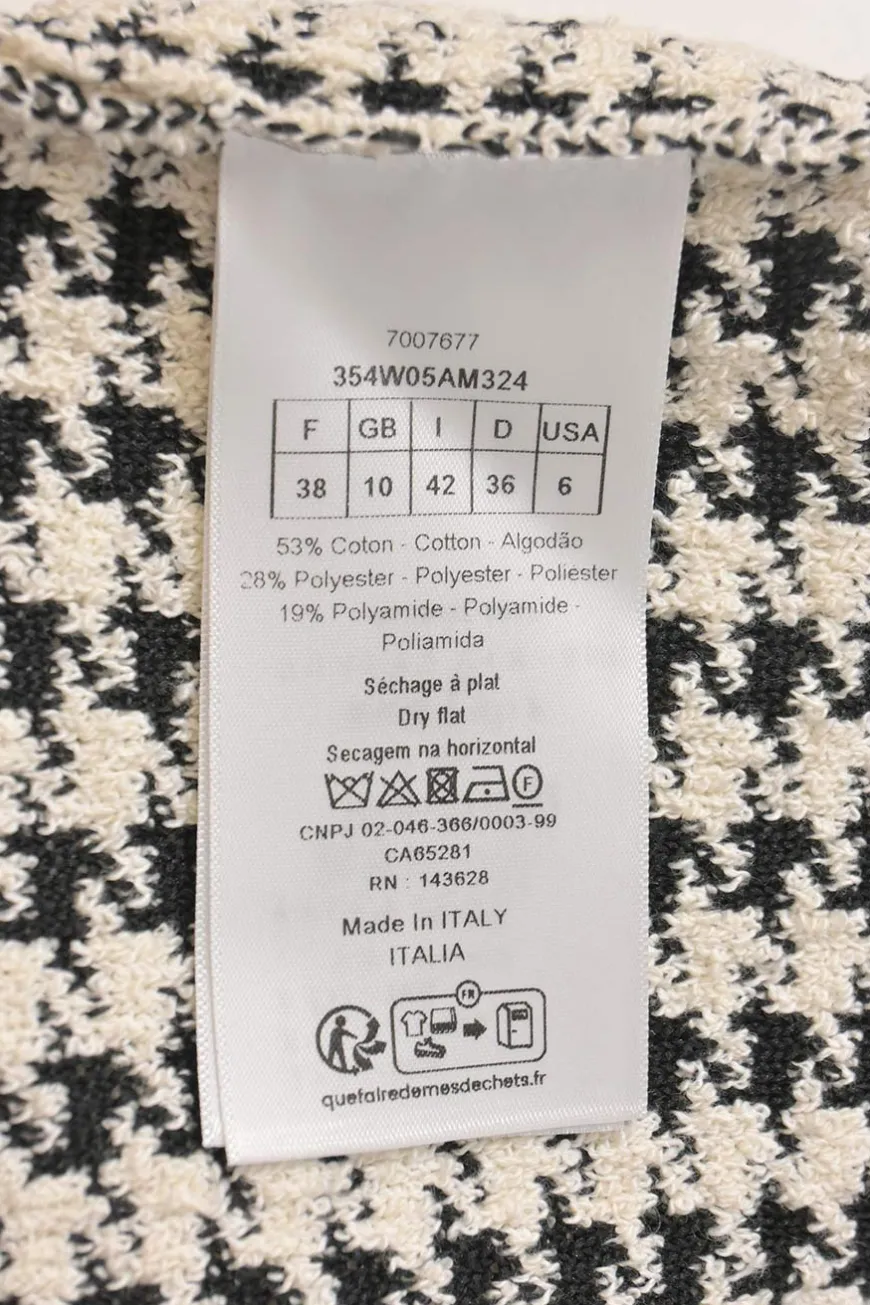 7007677
354W05AM324
F GB I D USA
38 10 42 36 6
53% Coton - Cotton - Algodão
28% Polyester - Polyester - Poliester
19% Polyamide - Polyamide -
Poliamida
Séchage à plat
Dry flat
Secagem na horizontal
F
CNPJ 02-046-366/0003-99
CA65281
RN : 143628
Made In ITALY
ITALIA
FR
quefairedemesdechets.fr